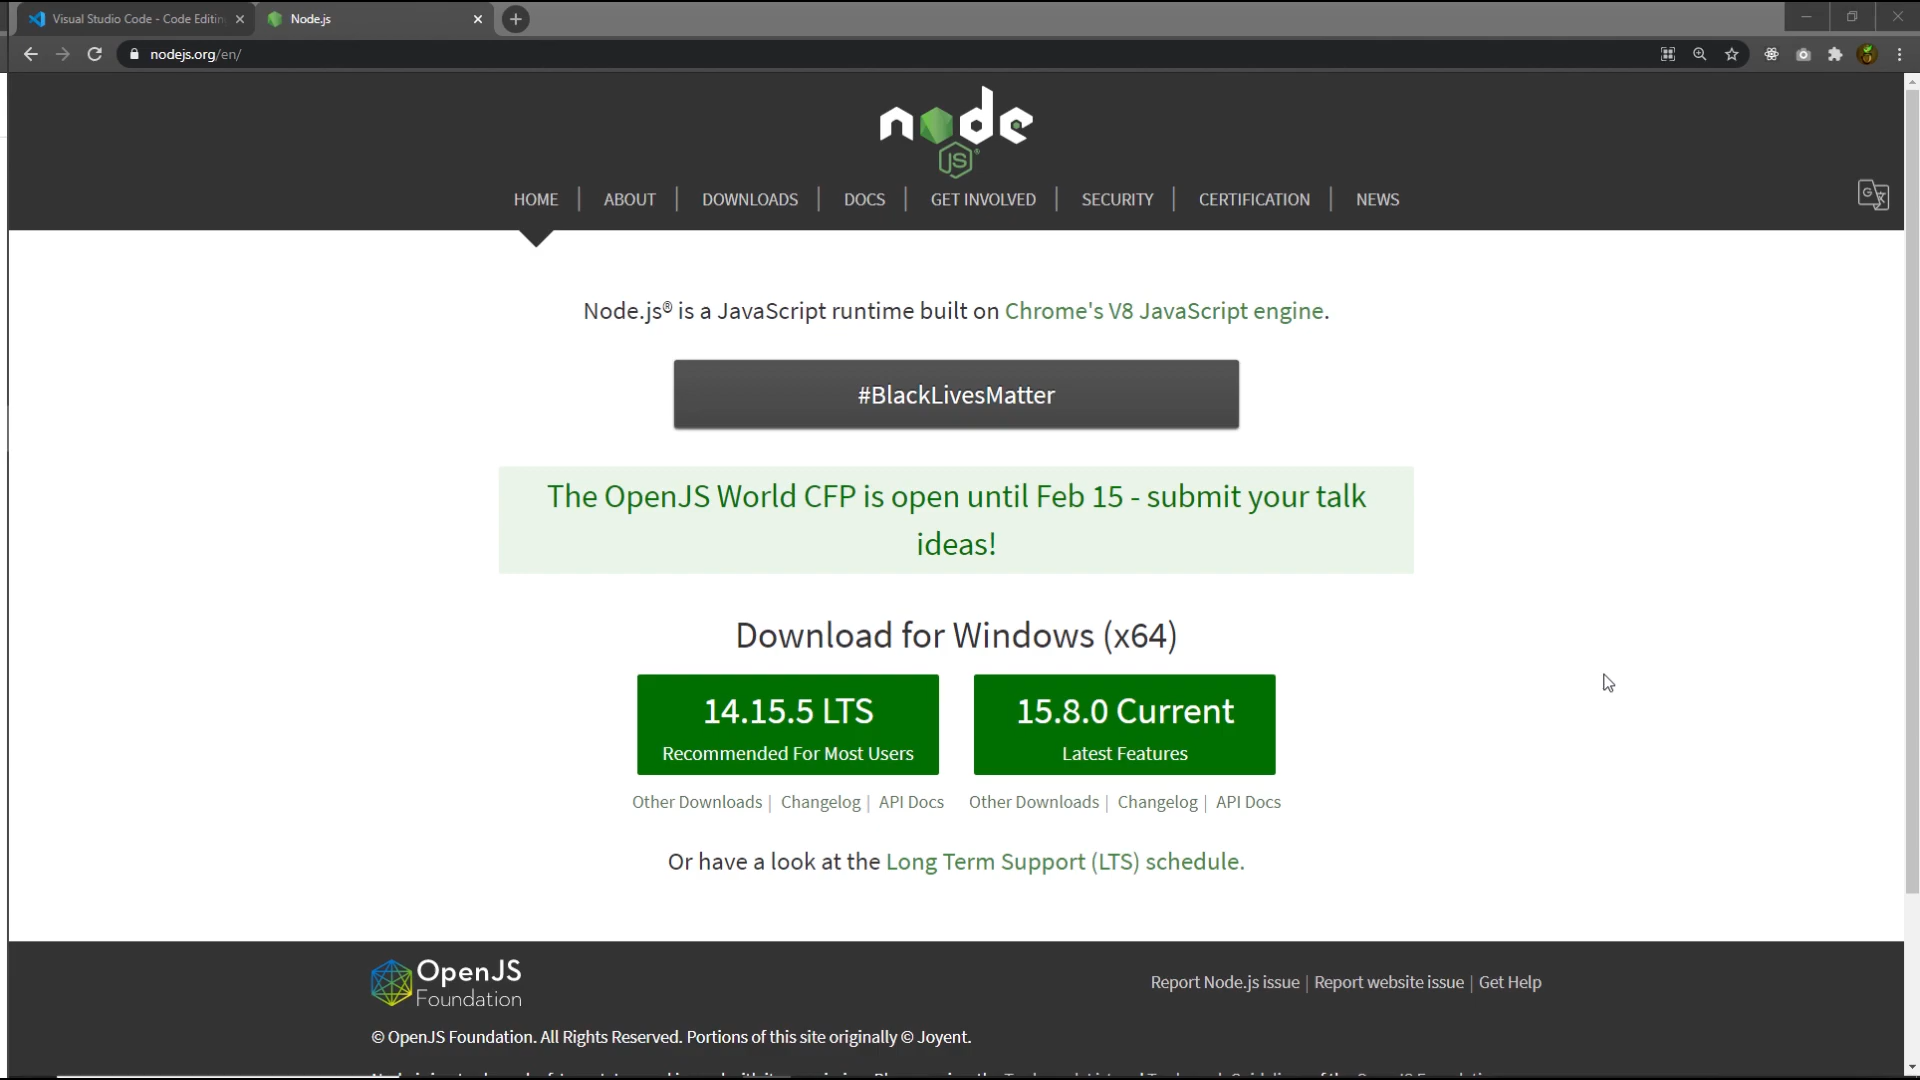 Visual Studio Code - Code Editin
Node.js
nodejs.org/en/
node
JS
HOME
ABOUT
DOWNLOADS
DOCS
GET INVOLVED
SECURITY
CERTIFICATION
NEWS
Node.js® is a JavaScript runtime built on Chrome's V8 JavaScript engine.
#BlackLivesMatter
The OpenJS World CFP is open until Feb 15 - submit your talk
ideas!
Download for Windows (x64)
14.15.5 LTS
Recommended For Most Users
15.8.0 Current
Latest Features
Other Downloads | Changelog | API Docs
Other Downloads | Changelog | API Docs
Or have a look at the Long Term Support (LTS) schedule.
OpenJS
Foundation
Report Node.js issue | Report website issue | Get Help
© OpenJS Foundation. All Rights Reserved. Portions of this site originally © Joyent.